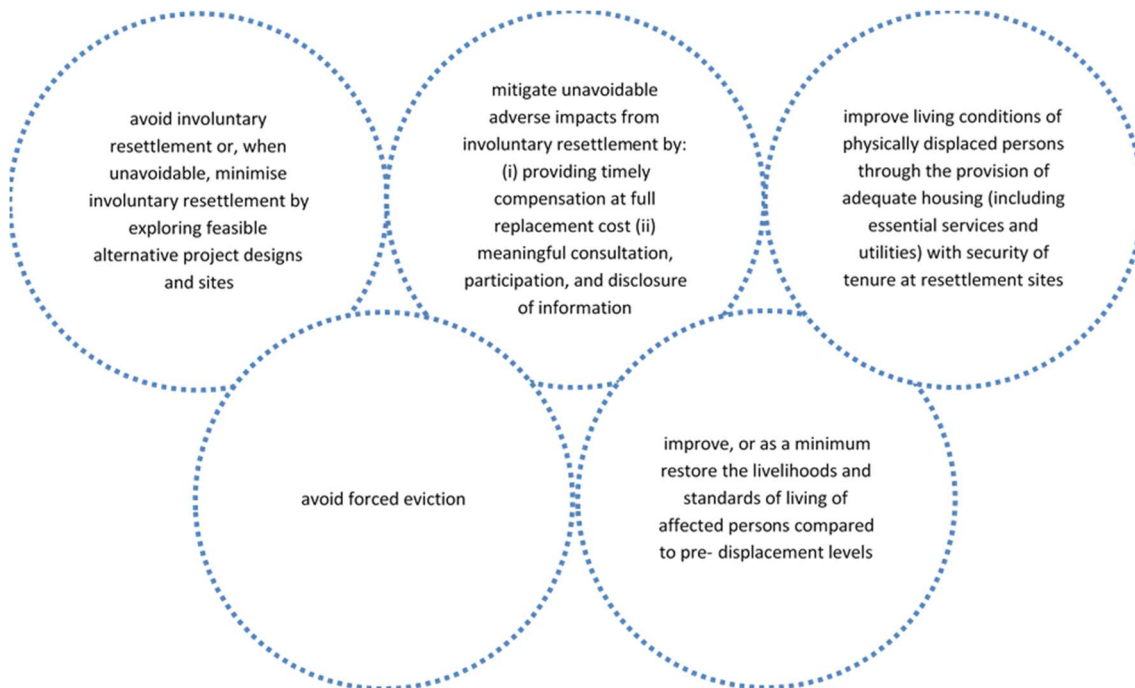 avoid involuntary
resettlement or, when
unavoidable, minimise
involuntary resettlement by
exploring feasible
alternative project designs
and sites
mitigate unavoidable
adverse impacts from
involuntary resettlement by:
(i) providing timely
compensation at full
replacement cost (ii)
meaningful consultation,
participation, and disclosure
of information
improve living conditions of
physically displaced persons
through the provision of
adequate housing (including
essential services and
utilities) with security of
tenure at resettlement sites
avoid forced eviction
improve, or as a minimum
restore the livelihoods and
standards of living of
affected persons compared
to pre- displacement levels